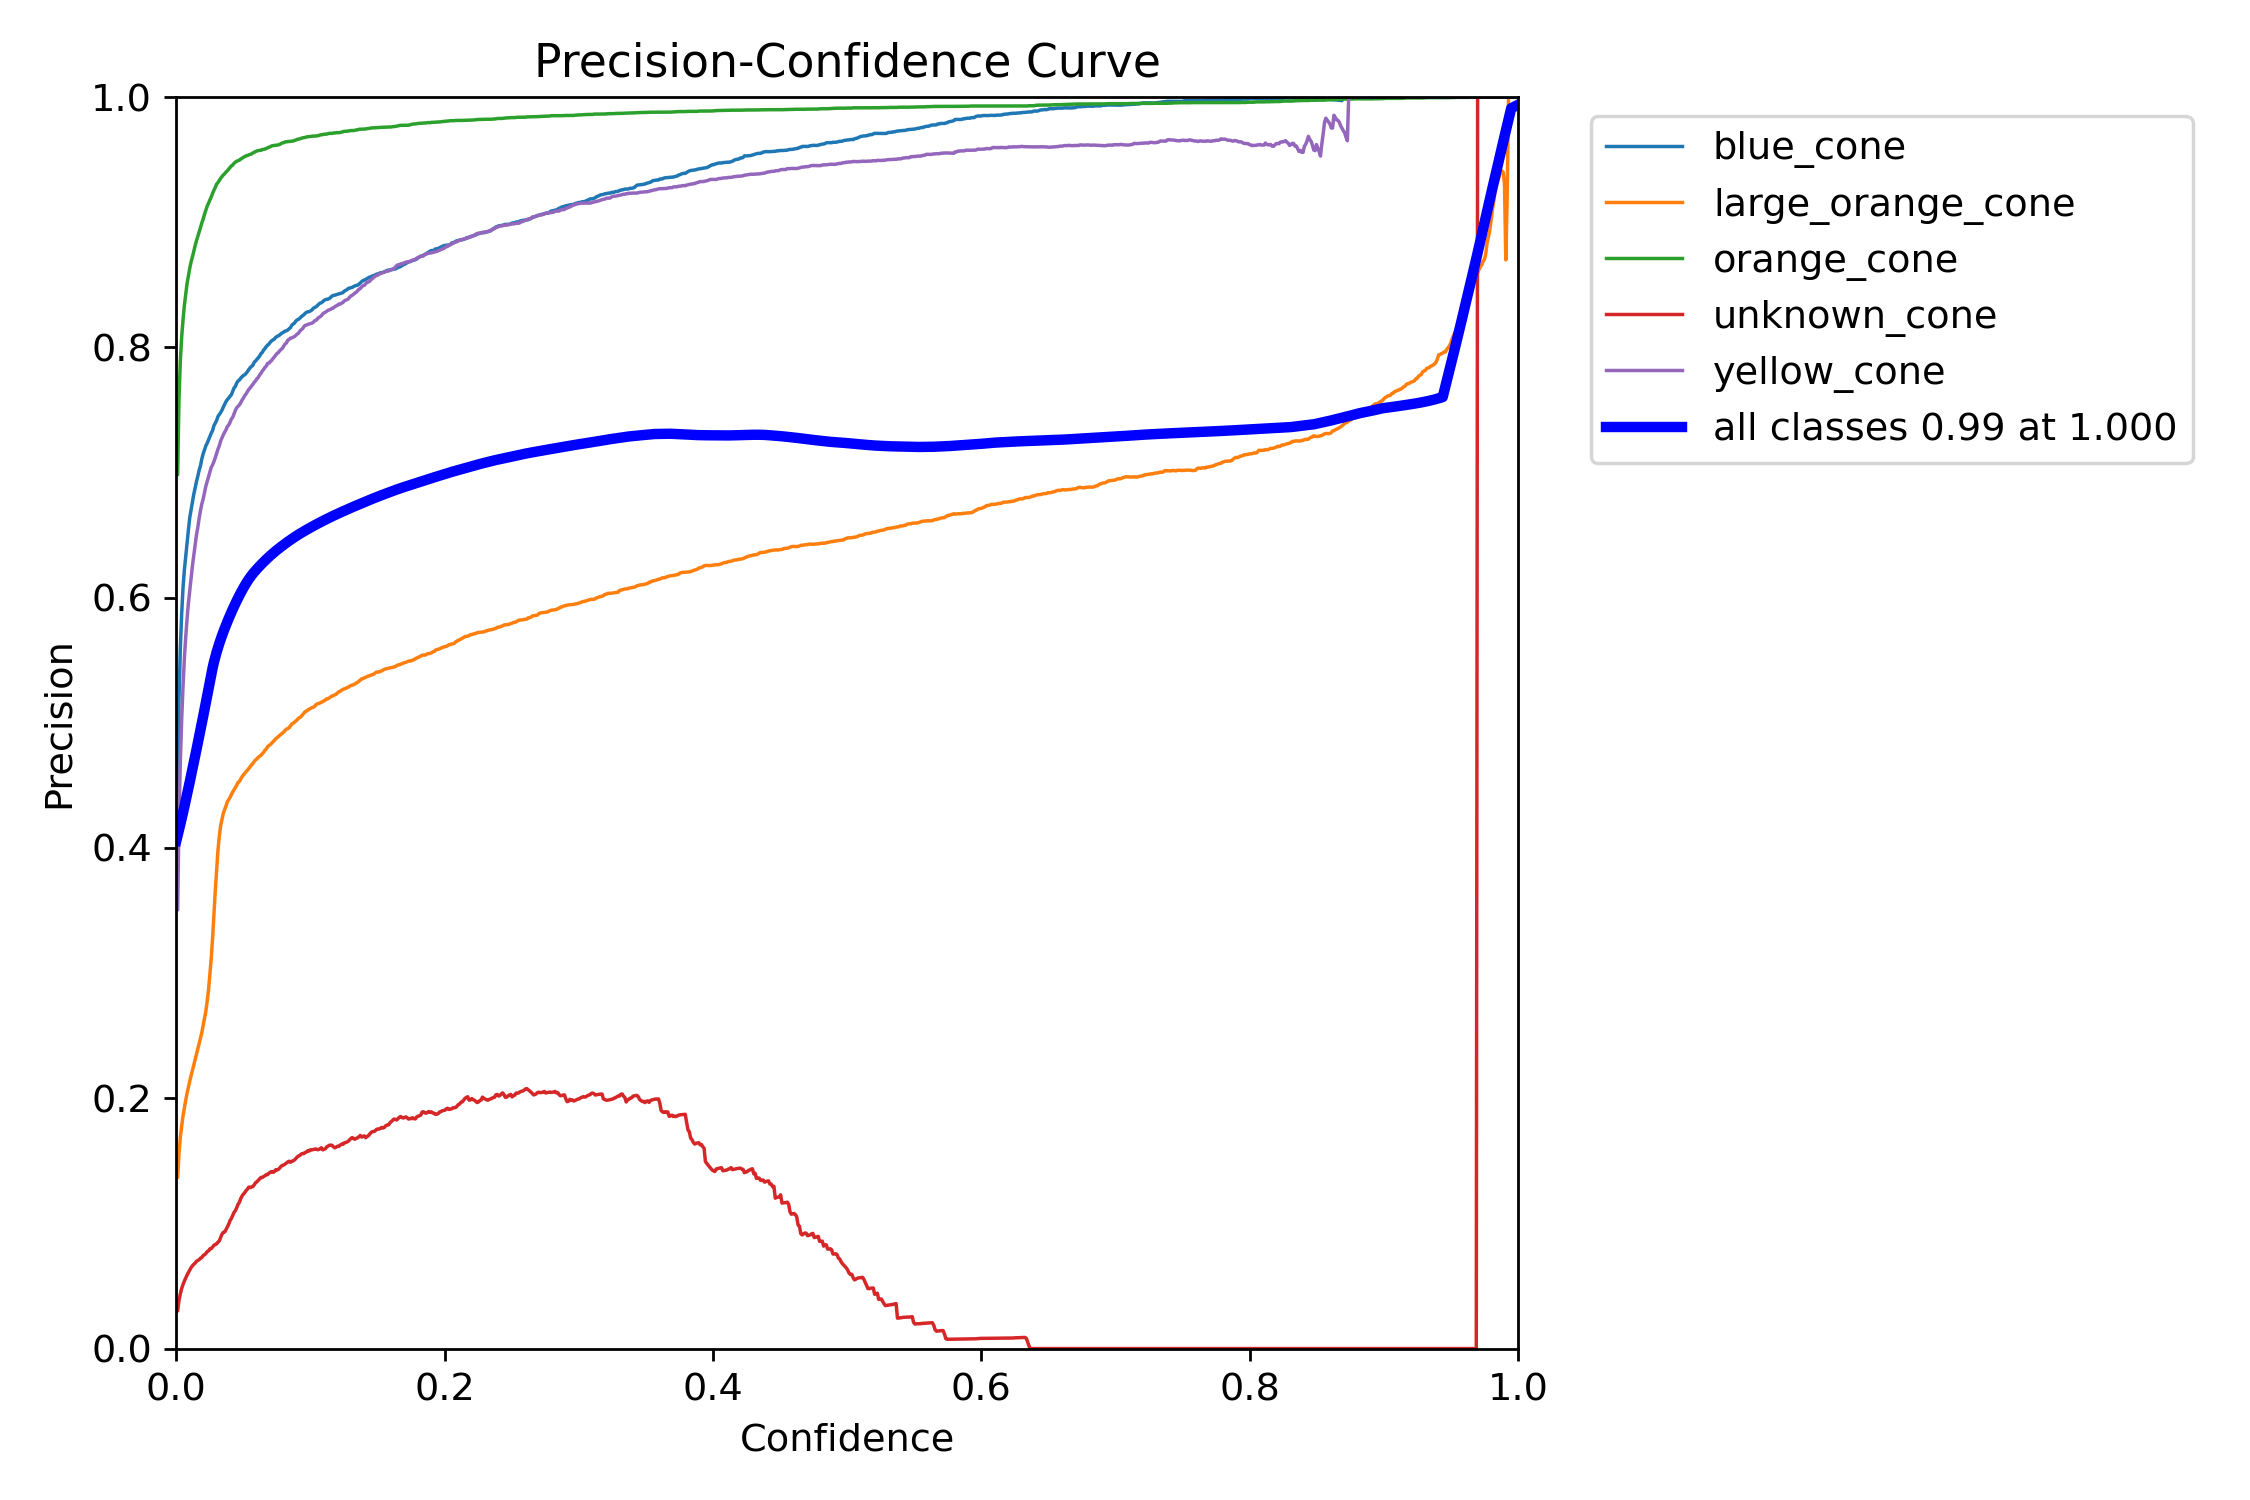 Precision-Confidence Curve
1.0
0.8
0.6
0.4
0.2
0.0
Precision
0.0 0.2 0.4 0.6 0.8 1.0
Confidence
blue_cone
large_orange_cone
orange_cone
unknown_cone
yellow_cone
all classes 0.99 at 1.000